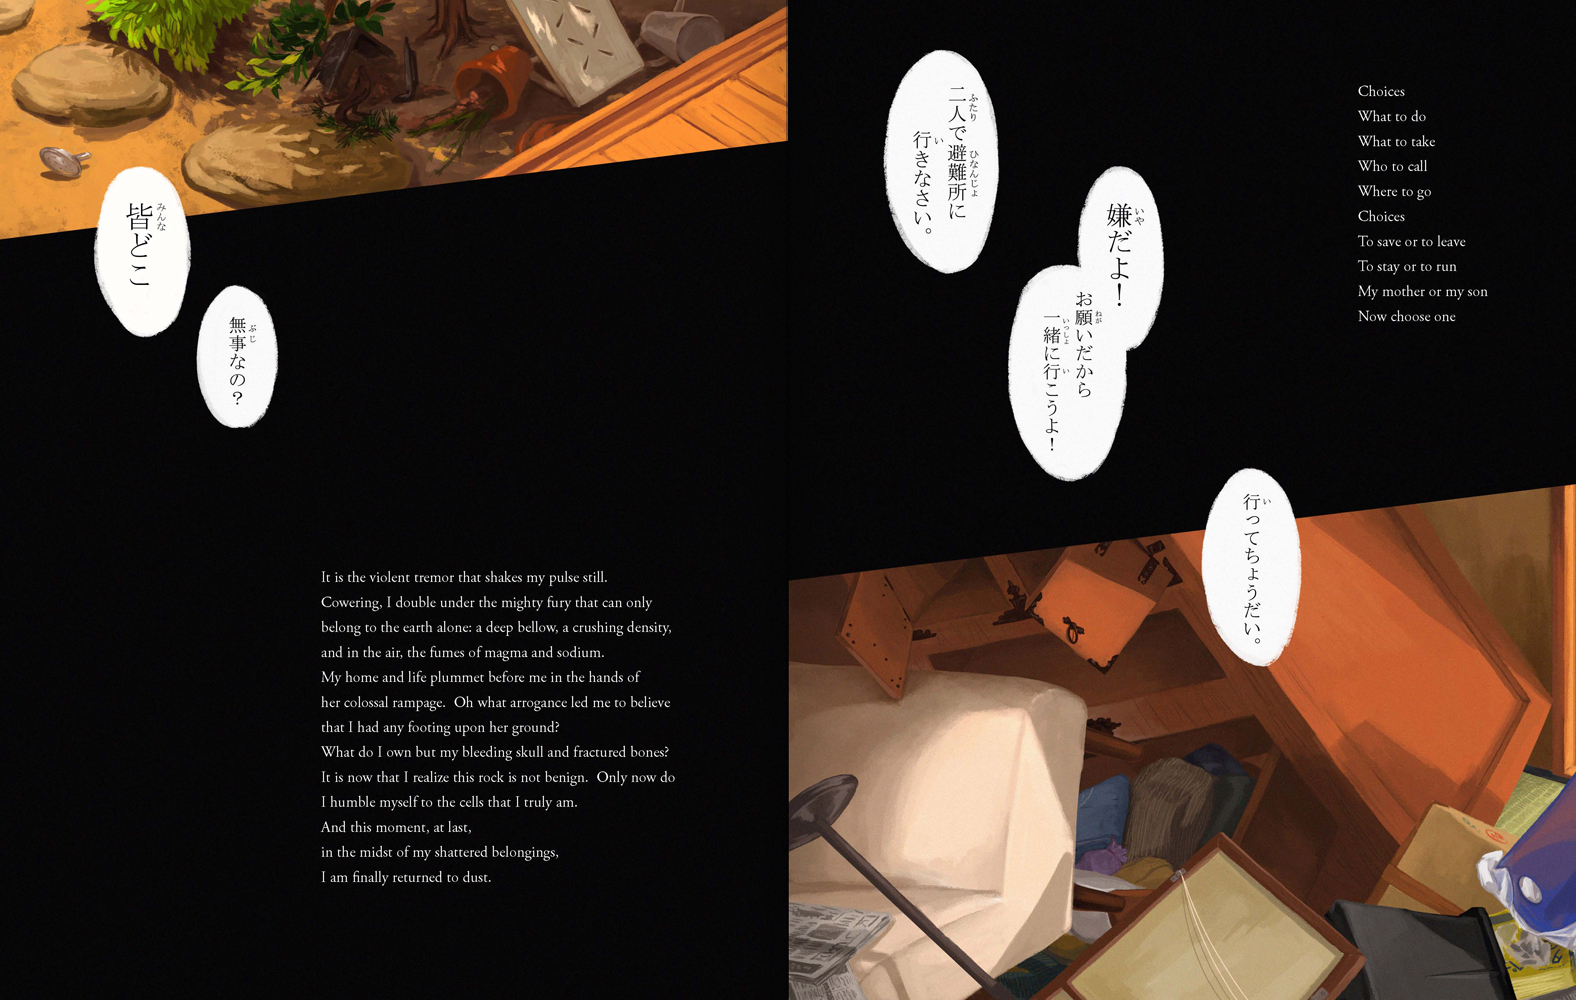 皆どこ
無事なの？
It is the violent tremor that shakes my pulse still.
Cowering, I double under the mighty fury that can only
belong to the earth alone: a deep bellow, a crushing density,
and in the air, the fumes of magma and sodium.
My home and life plummet before me in the hands of
her colossal rampage.  Oh what arrogance led me to believe
that I had any footing upon her ground?
What do I own but my bleeding skull and fractured bones?
It is now that I realize this rock is not benign.  Only now do
I humble myself to the cells that I truly am.
And this moment, at last,
in the midst of my shattered belongings,
I am finally returned to dust.
二人で避難所に
行きなさい。
嫌だよ！
お願いだから
一緒に行こうよ！
行ってちょうだい。
Choices
What to do
What to take
Who to call
Where to go
Choices
To save or to leave
To stay or to run
My mother or my son
Now choose one